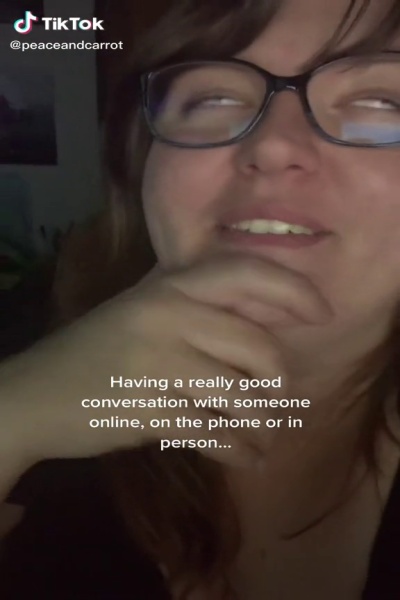 TikTok
@peaceandcarrot
Having a really good
conversation with someone
online, on the phone or in
person...